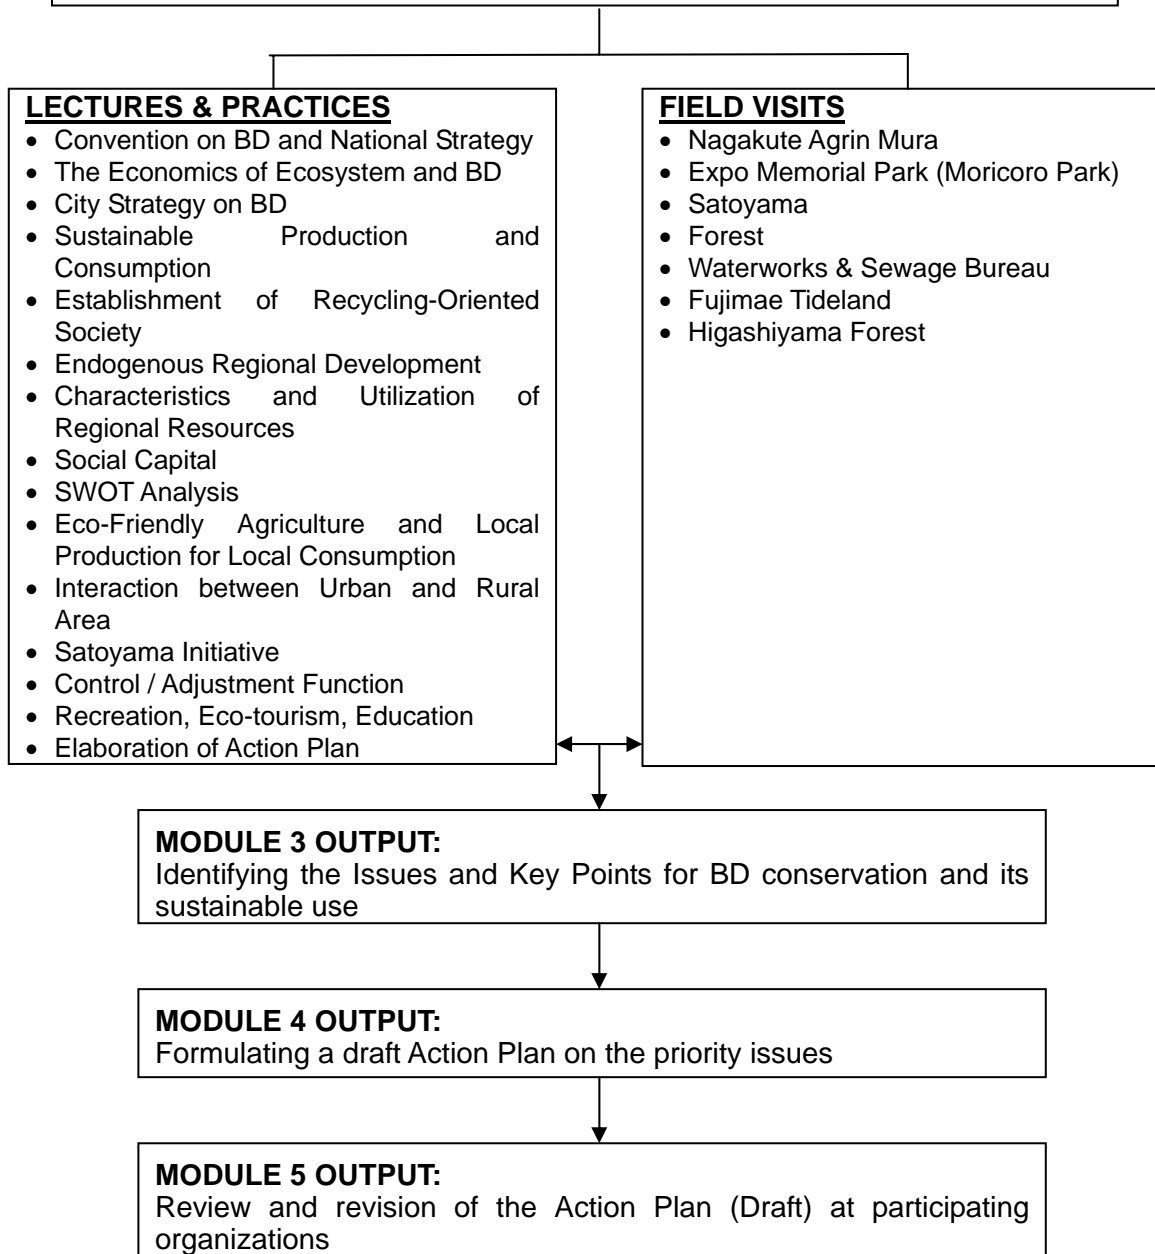 LECTURES & PRACTICES
• Convention on BD and National Strategy
• The Economics of Ecosystem and BD
• City Strategy on BD
• Sustainable Production and
Consumption
• Establishment of Recycling-Oriented
Society
• Endogenous Regional Development
• Characteristics and Utilization of
Regional Resources
• Social Capital
• SWOT Analysis
• Eco-Friendly Agriculture and Local
Production for Local Consumption
• Interaction between Urban and Rural
Area
• Satoyama Initiative
• Control / Adjustment Function
• Recreation, Eco-tourism, Education
• Elaboration of Action Plan
FIELD VISITS
• Nagakute Agrin Mura
• Expo Memorial Park (Moricoro Park)
• Satoyama
• Forest
• Waterworks & Sewage Bureau
• Fujimae Tideland
• Higashiyama Forest
MODULE 3 OUTPUT:
Identifying the Issues and Key Points for BD conservation and its
sustainable use
MODULE 4 OUTPUT:
Formulating a draft Action Plan on the priority issues
MODULE 5 OUTPUT:
Review and revision of the Action Plan (Draft) at participating
organizations